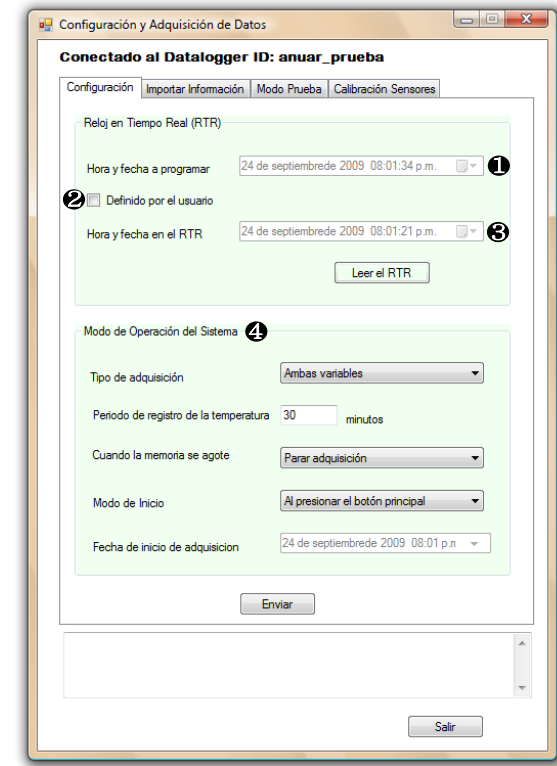 Configuración y Adquisición de Datos
Conectado al Datalogger ID: anuar_prueba
Configuración Importar Información Modo Prueba Calibración Sensores
Reloj en Tiempo Real (RTR)
Hora y fecha a programar 24 de septiembrede 2009 08:01:34 p.m. 1
2 Definido por el usuario
Hora y fecha en el RTR 24 de septiembrede 2009 08:01:21 p.m. 3
Leer el RTR
Modo de Operación del Sistema 4
Tipo de adquisición Ambas variables
Periodo de registro de la temperatura 30 minutos
Cuando la memoria se agote Parar adquisición
Modo de Inicio Al presionar el botón principal
Fecha de inicio de adquisicion 24 de septiembrede 2009 08:01 p.n
Enviar
Salir